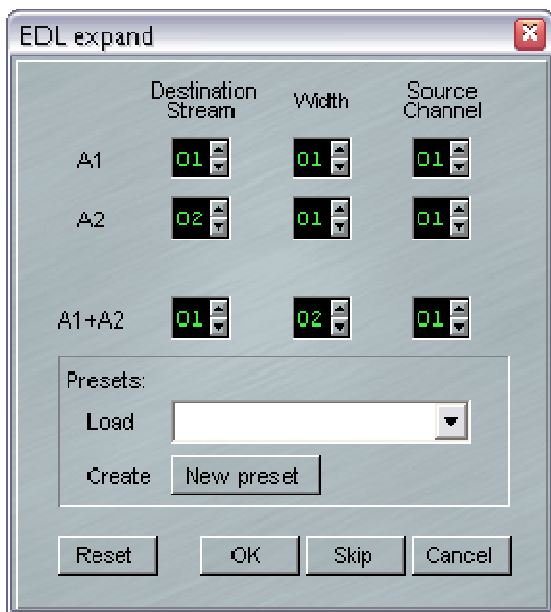 EDL expand
Destination Stream Width Source Channel
A1 01 01 01
A2 02 01 01
A1+A2 01 02 01
Presets:
Load
Create New preset
Reset OK Skip Cancel